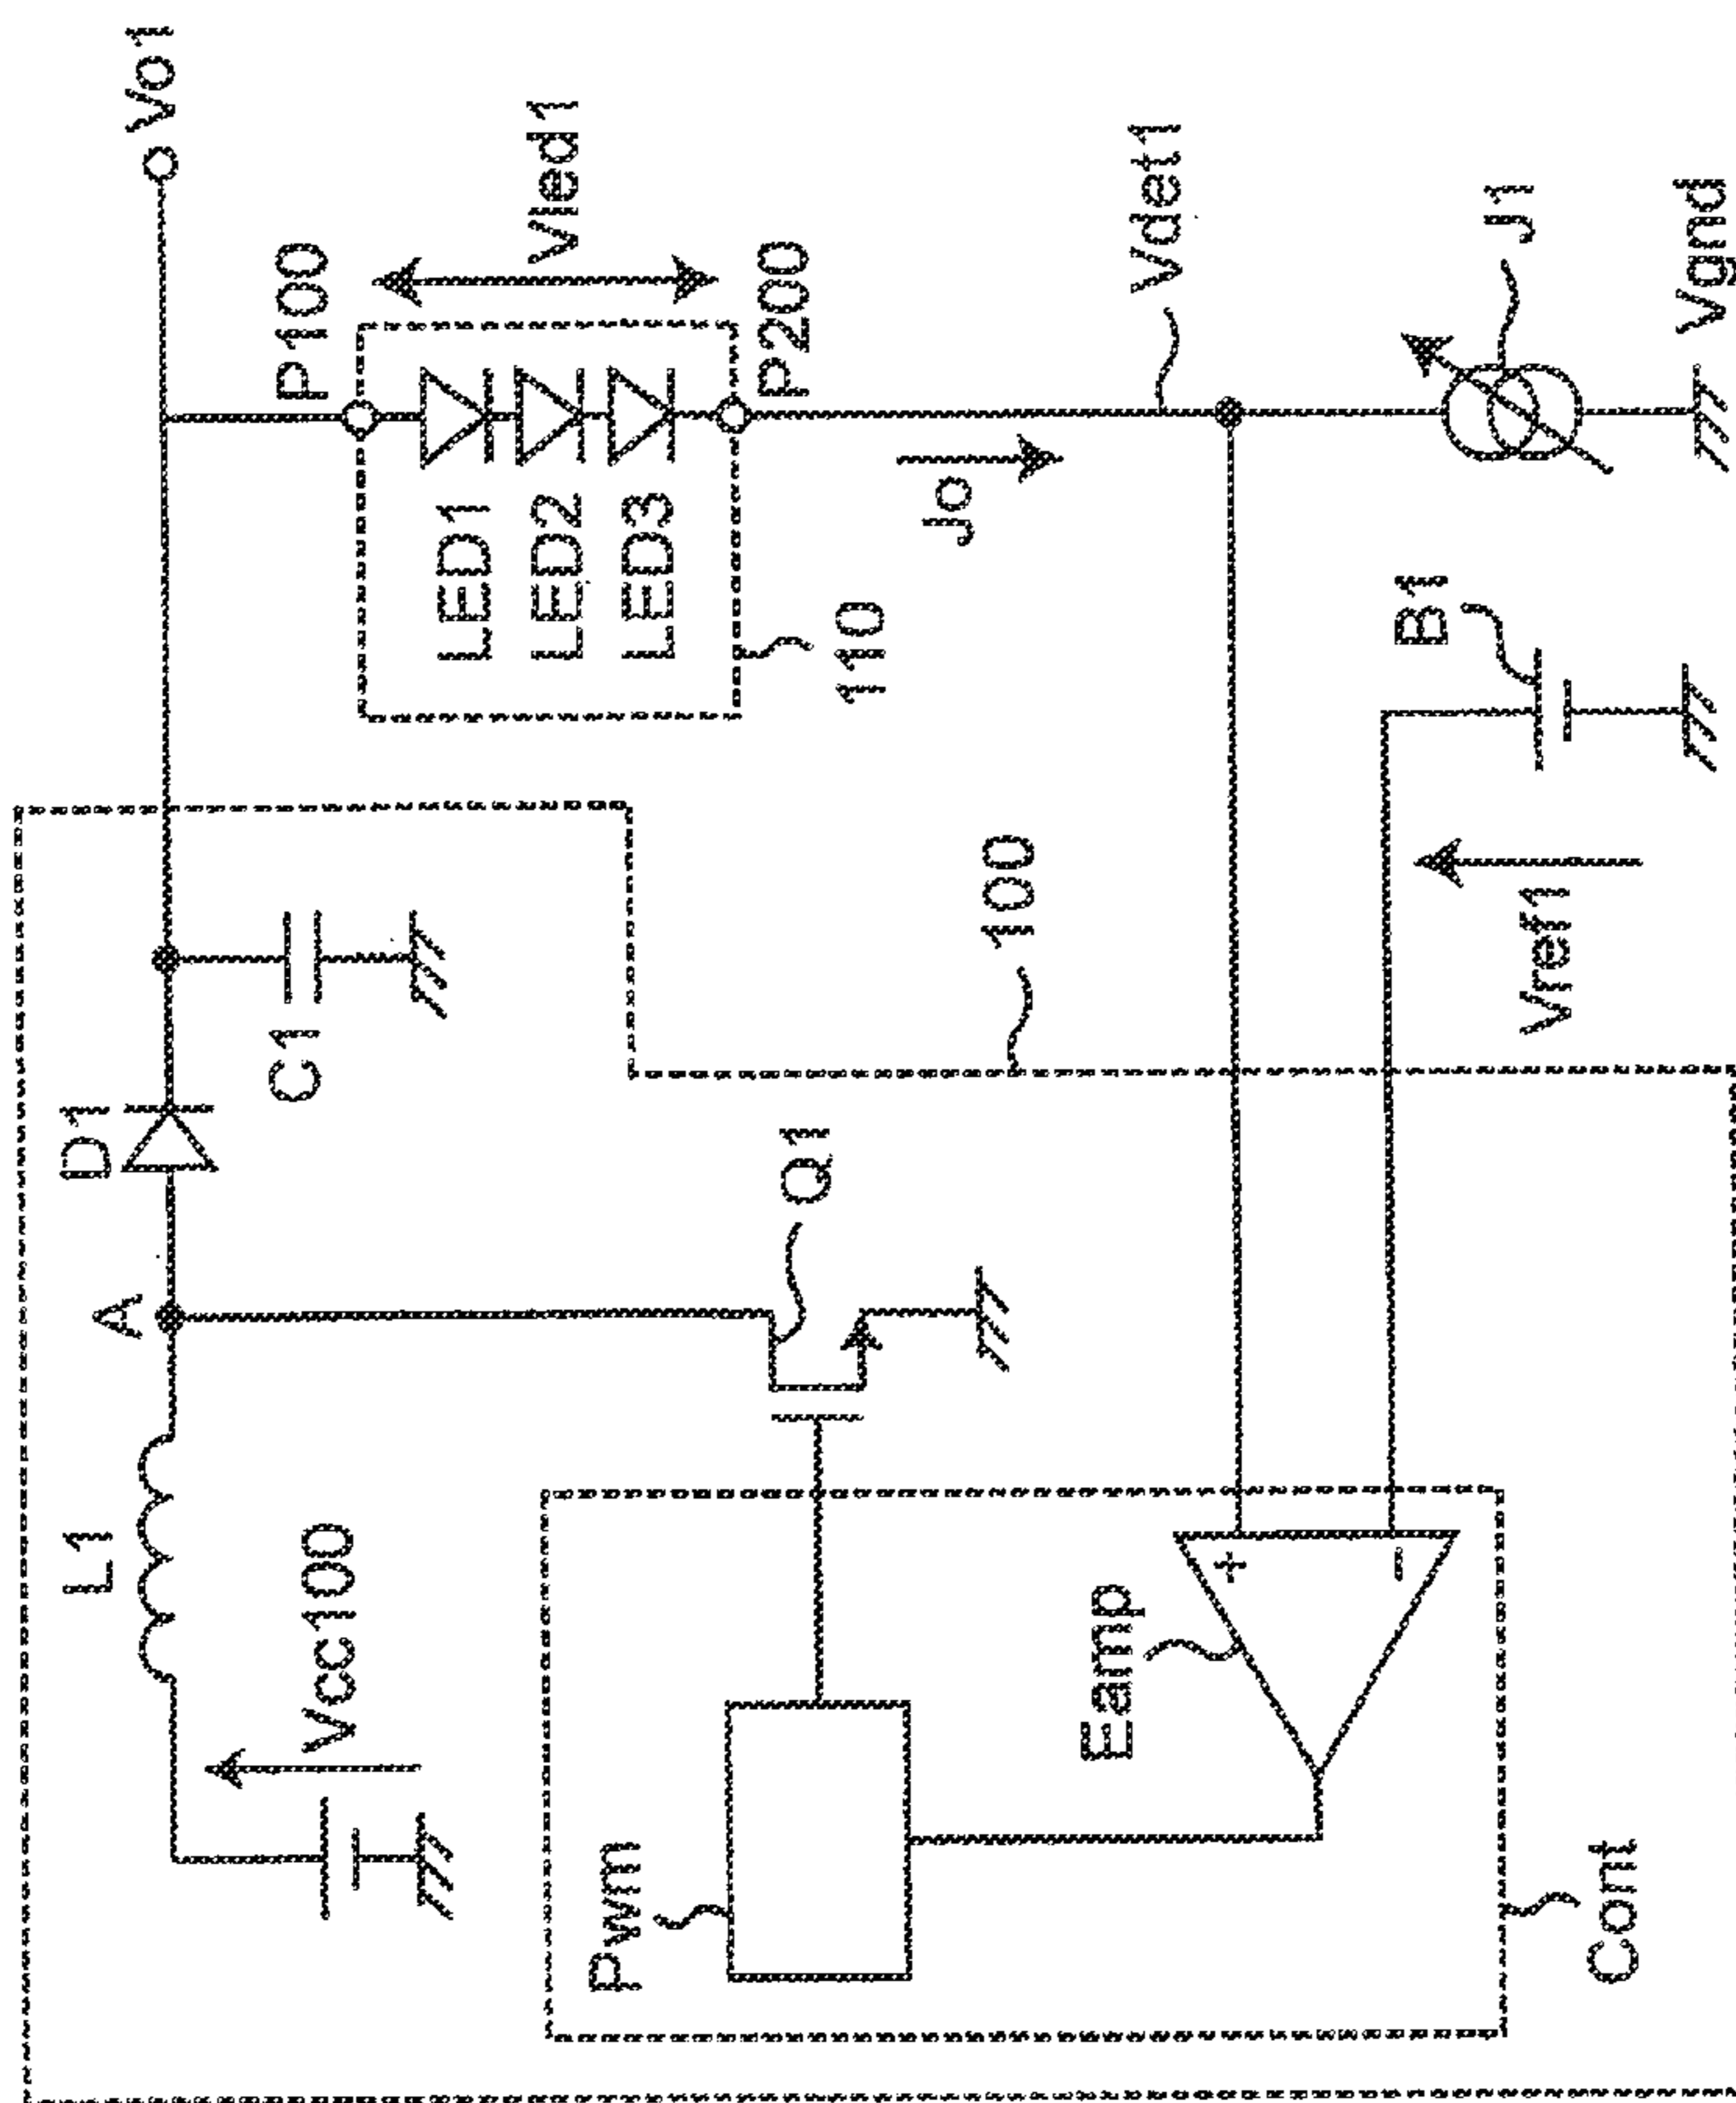 Vo1
L1
A
D1
C1
Vcc100
P100
LED1
LED2
LED3
Vled1
P200
110
Pwm
Q1
Jo
100
Eamp
+
−
Vdet1
B1
J1
Vref1
Cont
Vgnd